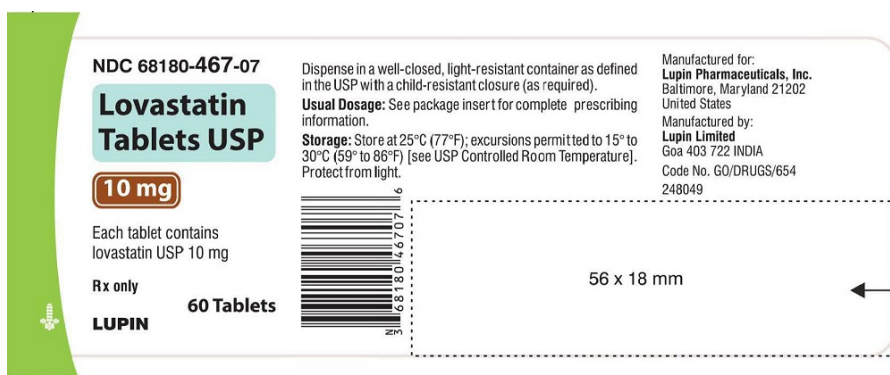 NDC 68180-467-07
Lovastatin
Tablets USP
10 mg
Each tablet contains
lovastatin USP 10 mg
Rx only
60 Tablets
LUPIN
Dispense in a well-closed, light-resistant container as defined
in the USP with a child-resistant closure (as required).
Usual Dosage: See package insert for complete prescribing
information.
Storage: Store at 25°C (77°F); excursions permitted to 15° to
30°C (59° to 86°F) [see USP Controlled Room Temperature].
Protect from light.
N
3 68180 46707 6
Manufactured for:
Lupin Pharmaceuticals, Inc.
Baltimore, Maryland 21202
United States
Manufactured by:
Lupin Limited
Goa 403 722 INDIA
Code No. GO/DRUGS/654
248049
56 x 18 mm